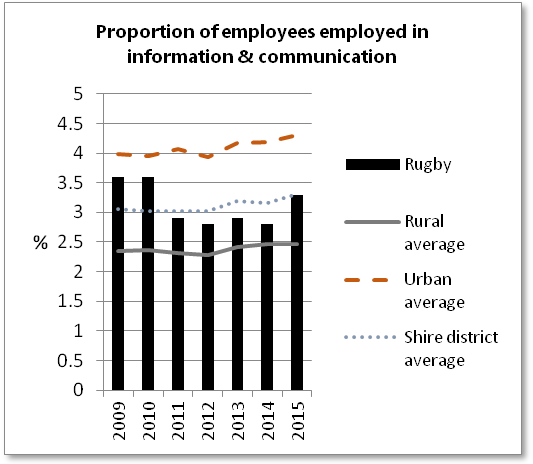 Proportion of employees employed in
information & communication
5
4.5
4
3.5
3
2.5
2
1.5
1
0.5
0
%
2009
2010
2011
2012
2013
2014
2015
Rugby
Rural
average
Urban
average
Shire district
average